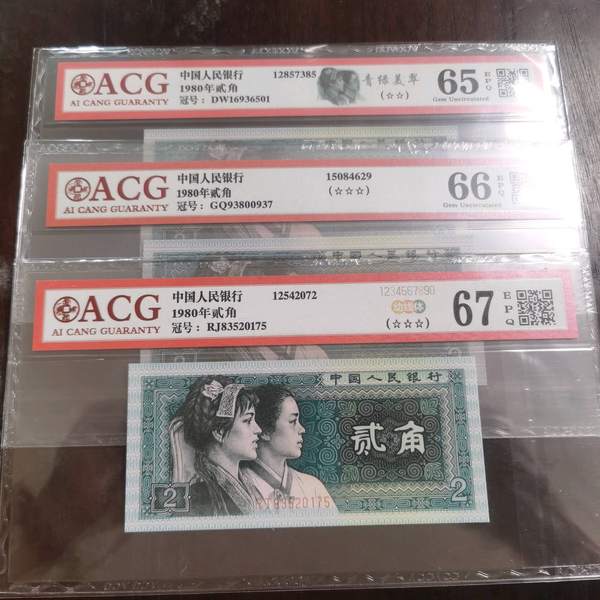 ACG
AI CANG GUARANTY
中国人民银行 12857385
1980年贰角
冠号: DW16936501
青绿美翠
(☆☆)
65 EPQ
Gem Uncirculated
ACG
AI CANG GUARANTY
中国人民银行 15084629
1980年贰角 (☆☆☆)
冠号: GQ93800937
66 EPQ
Gem Uncirculated
ACG
AI CANG GUARANTY
中国人民银行 12542072
1980年贰角
冠号: RJ83520175
1234567890
(☆☆☆)
67 EPQ
中国人民银行
贰角
2
2
RJ83520175